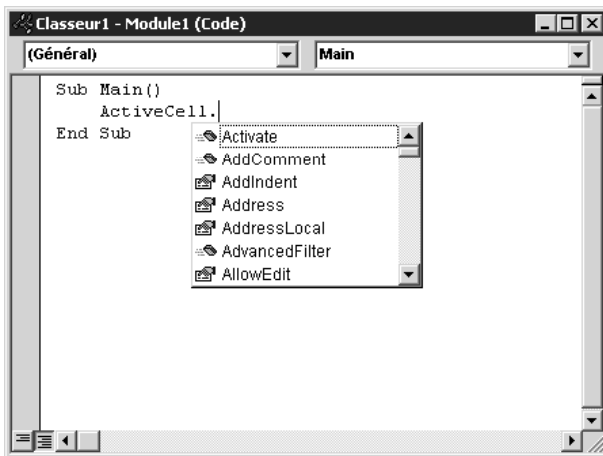 Classeur1 - Module1 (Code)
(Général) Main
Sub Main()
ActiveCell.
End Sub
Activate
AddComment
AddIndent
Address
AddressLocal
AdvancedFilter
AllowEdit